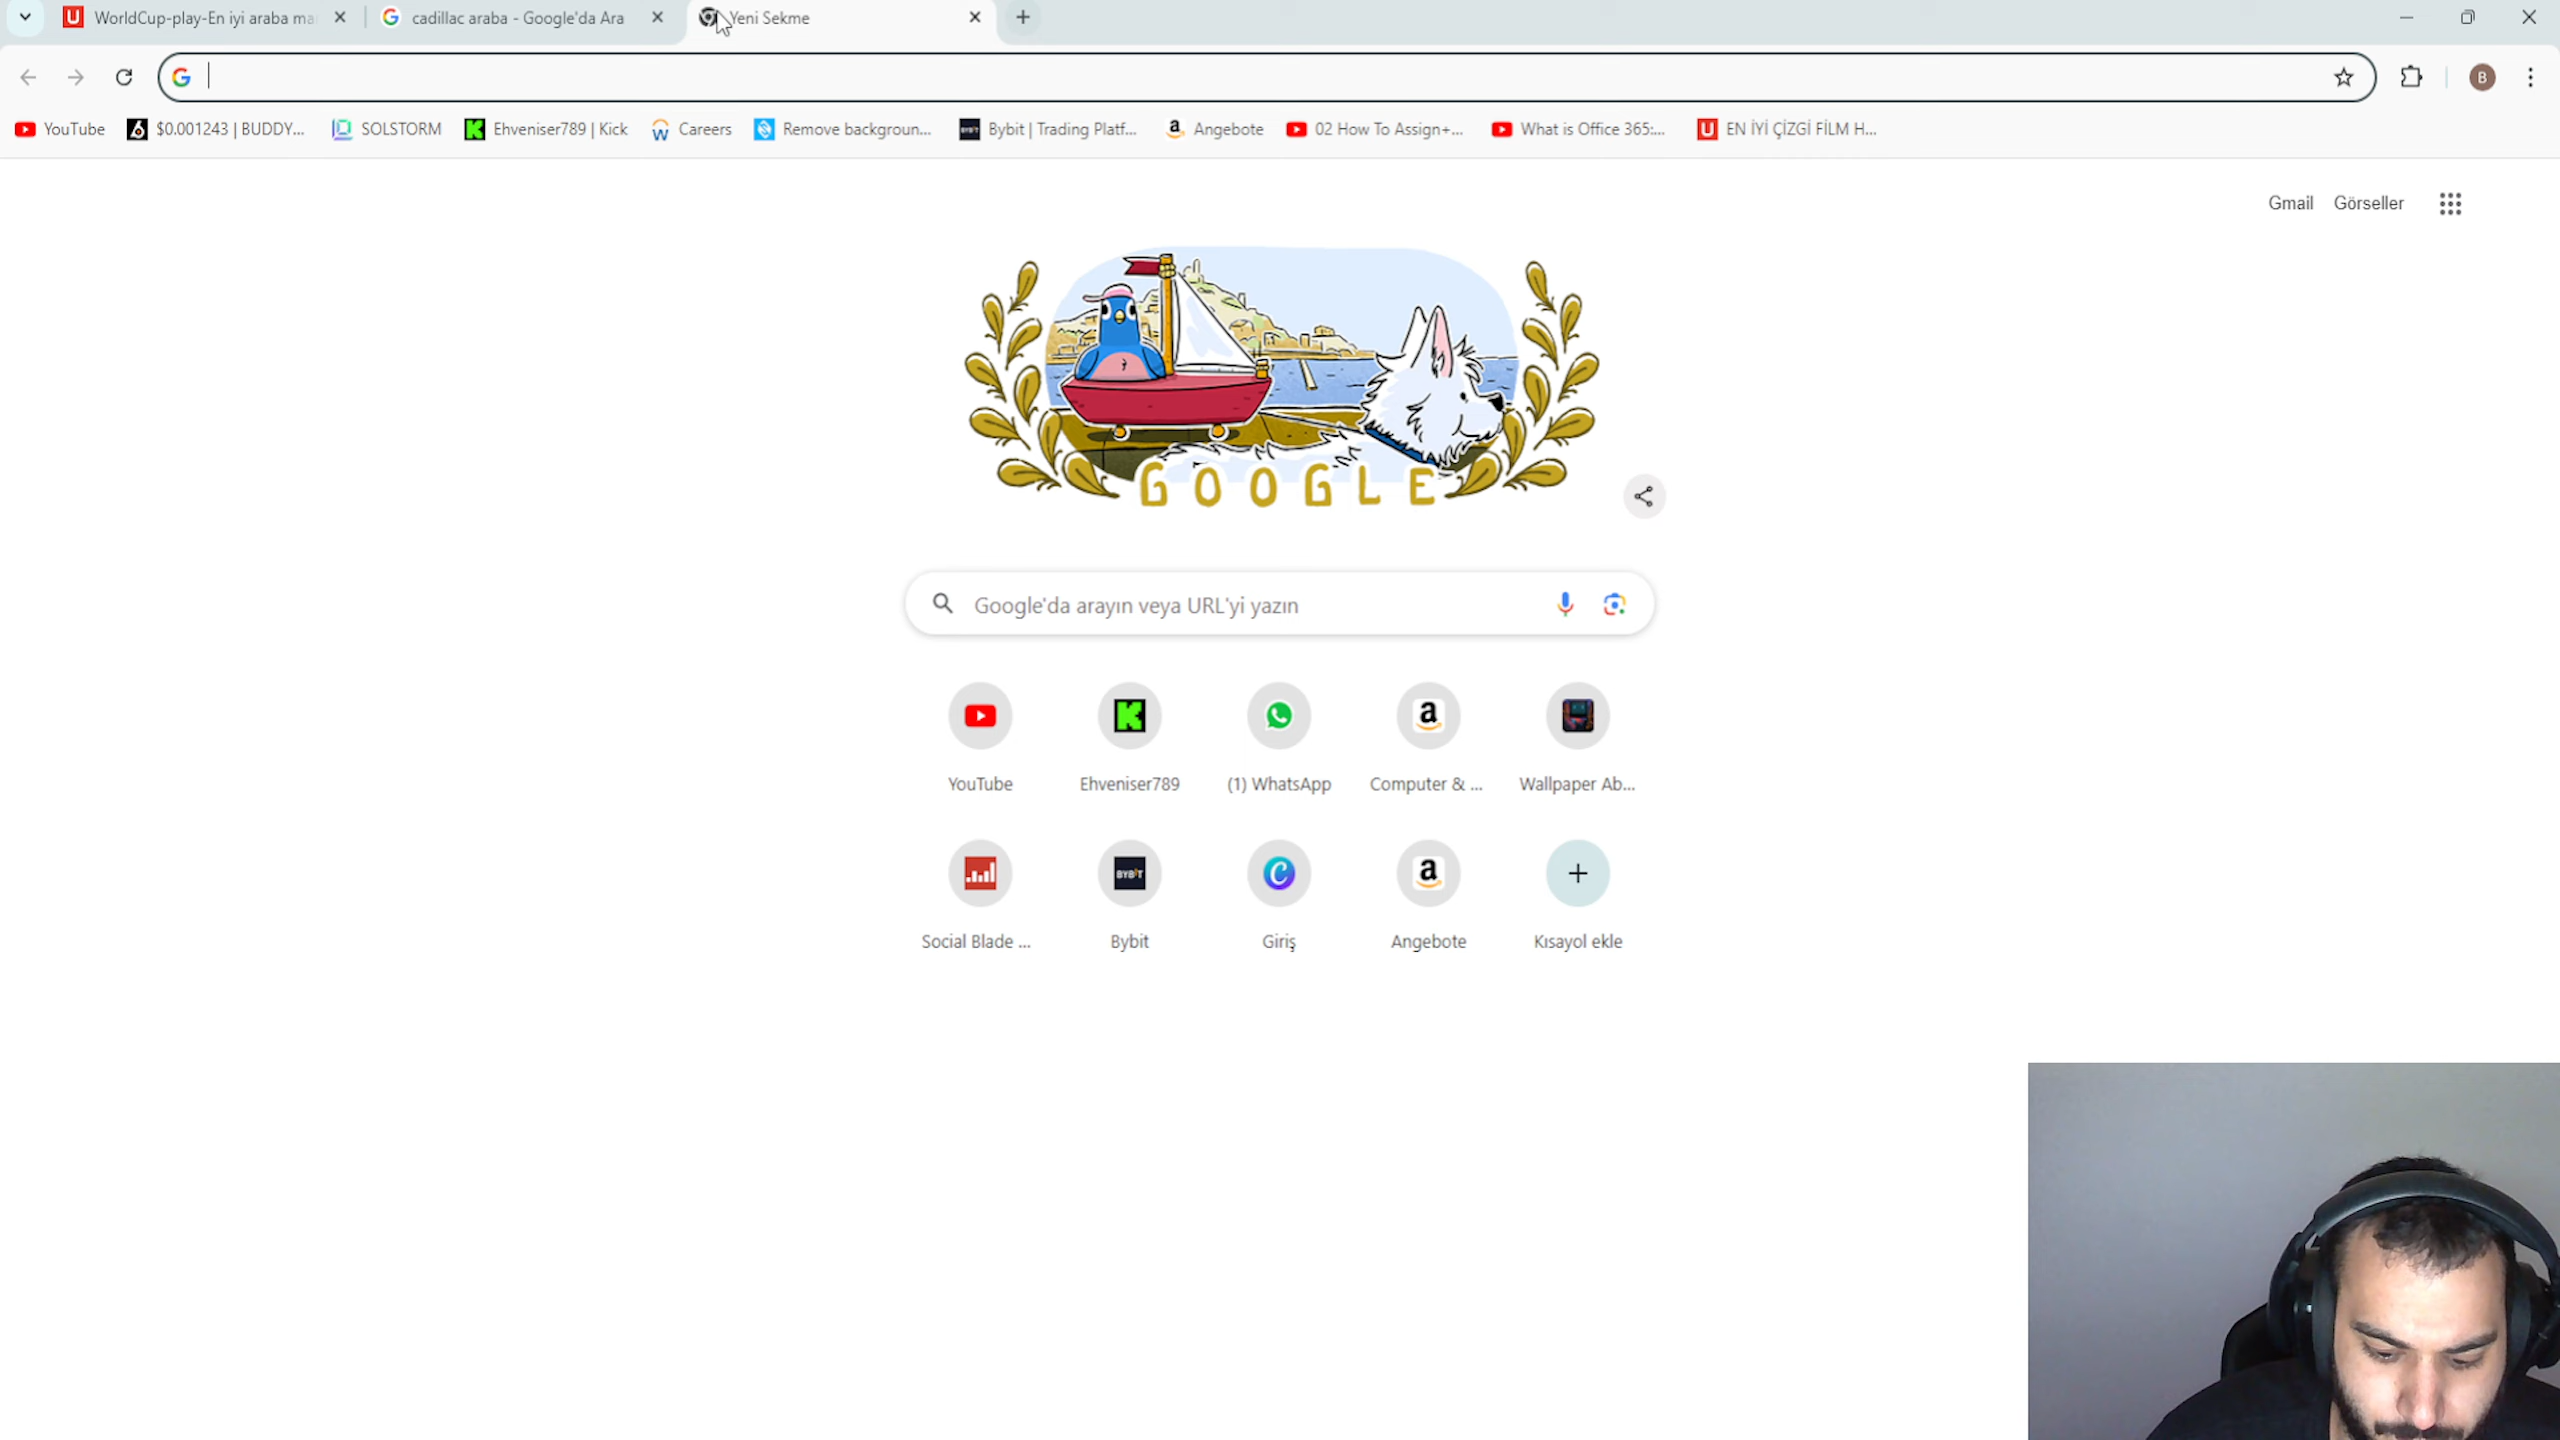 WorldCup-play-En iyi araba ma
cadillac araba - Google'da Ara
Yeni Sekme
B
YouTube
$0.001243 | BUDDY...
SOLSTORM
Ehveniser789 | Kick
Careers
Remove backgroun...
Bybit | Trading Platf...
Angebote
02 How To Assign+...
What is Office 365:...
EN İYİ ÇİZGİ FİLM H...
Gmail
Görseller
GOOGLE
Google'da arayın veya URL'yi yazın
YouTube
Ehveniser789
(1) WhatsApp
Computer & ...
Wallpaper Ab...
BYBIT
Social Blade ...
Bybit
Giriş
Angebote
Kısayol ekle